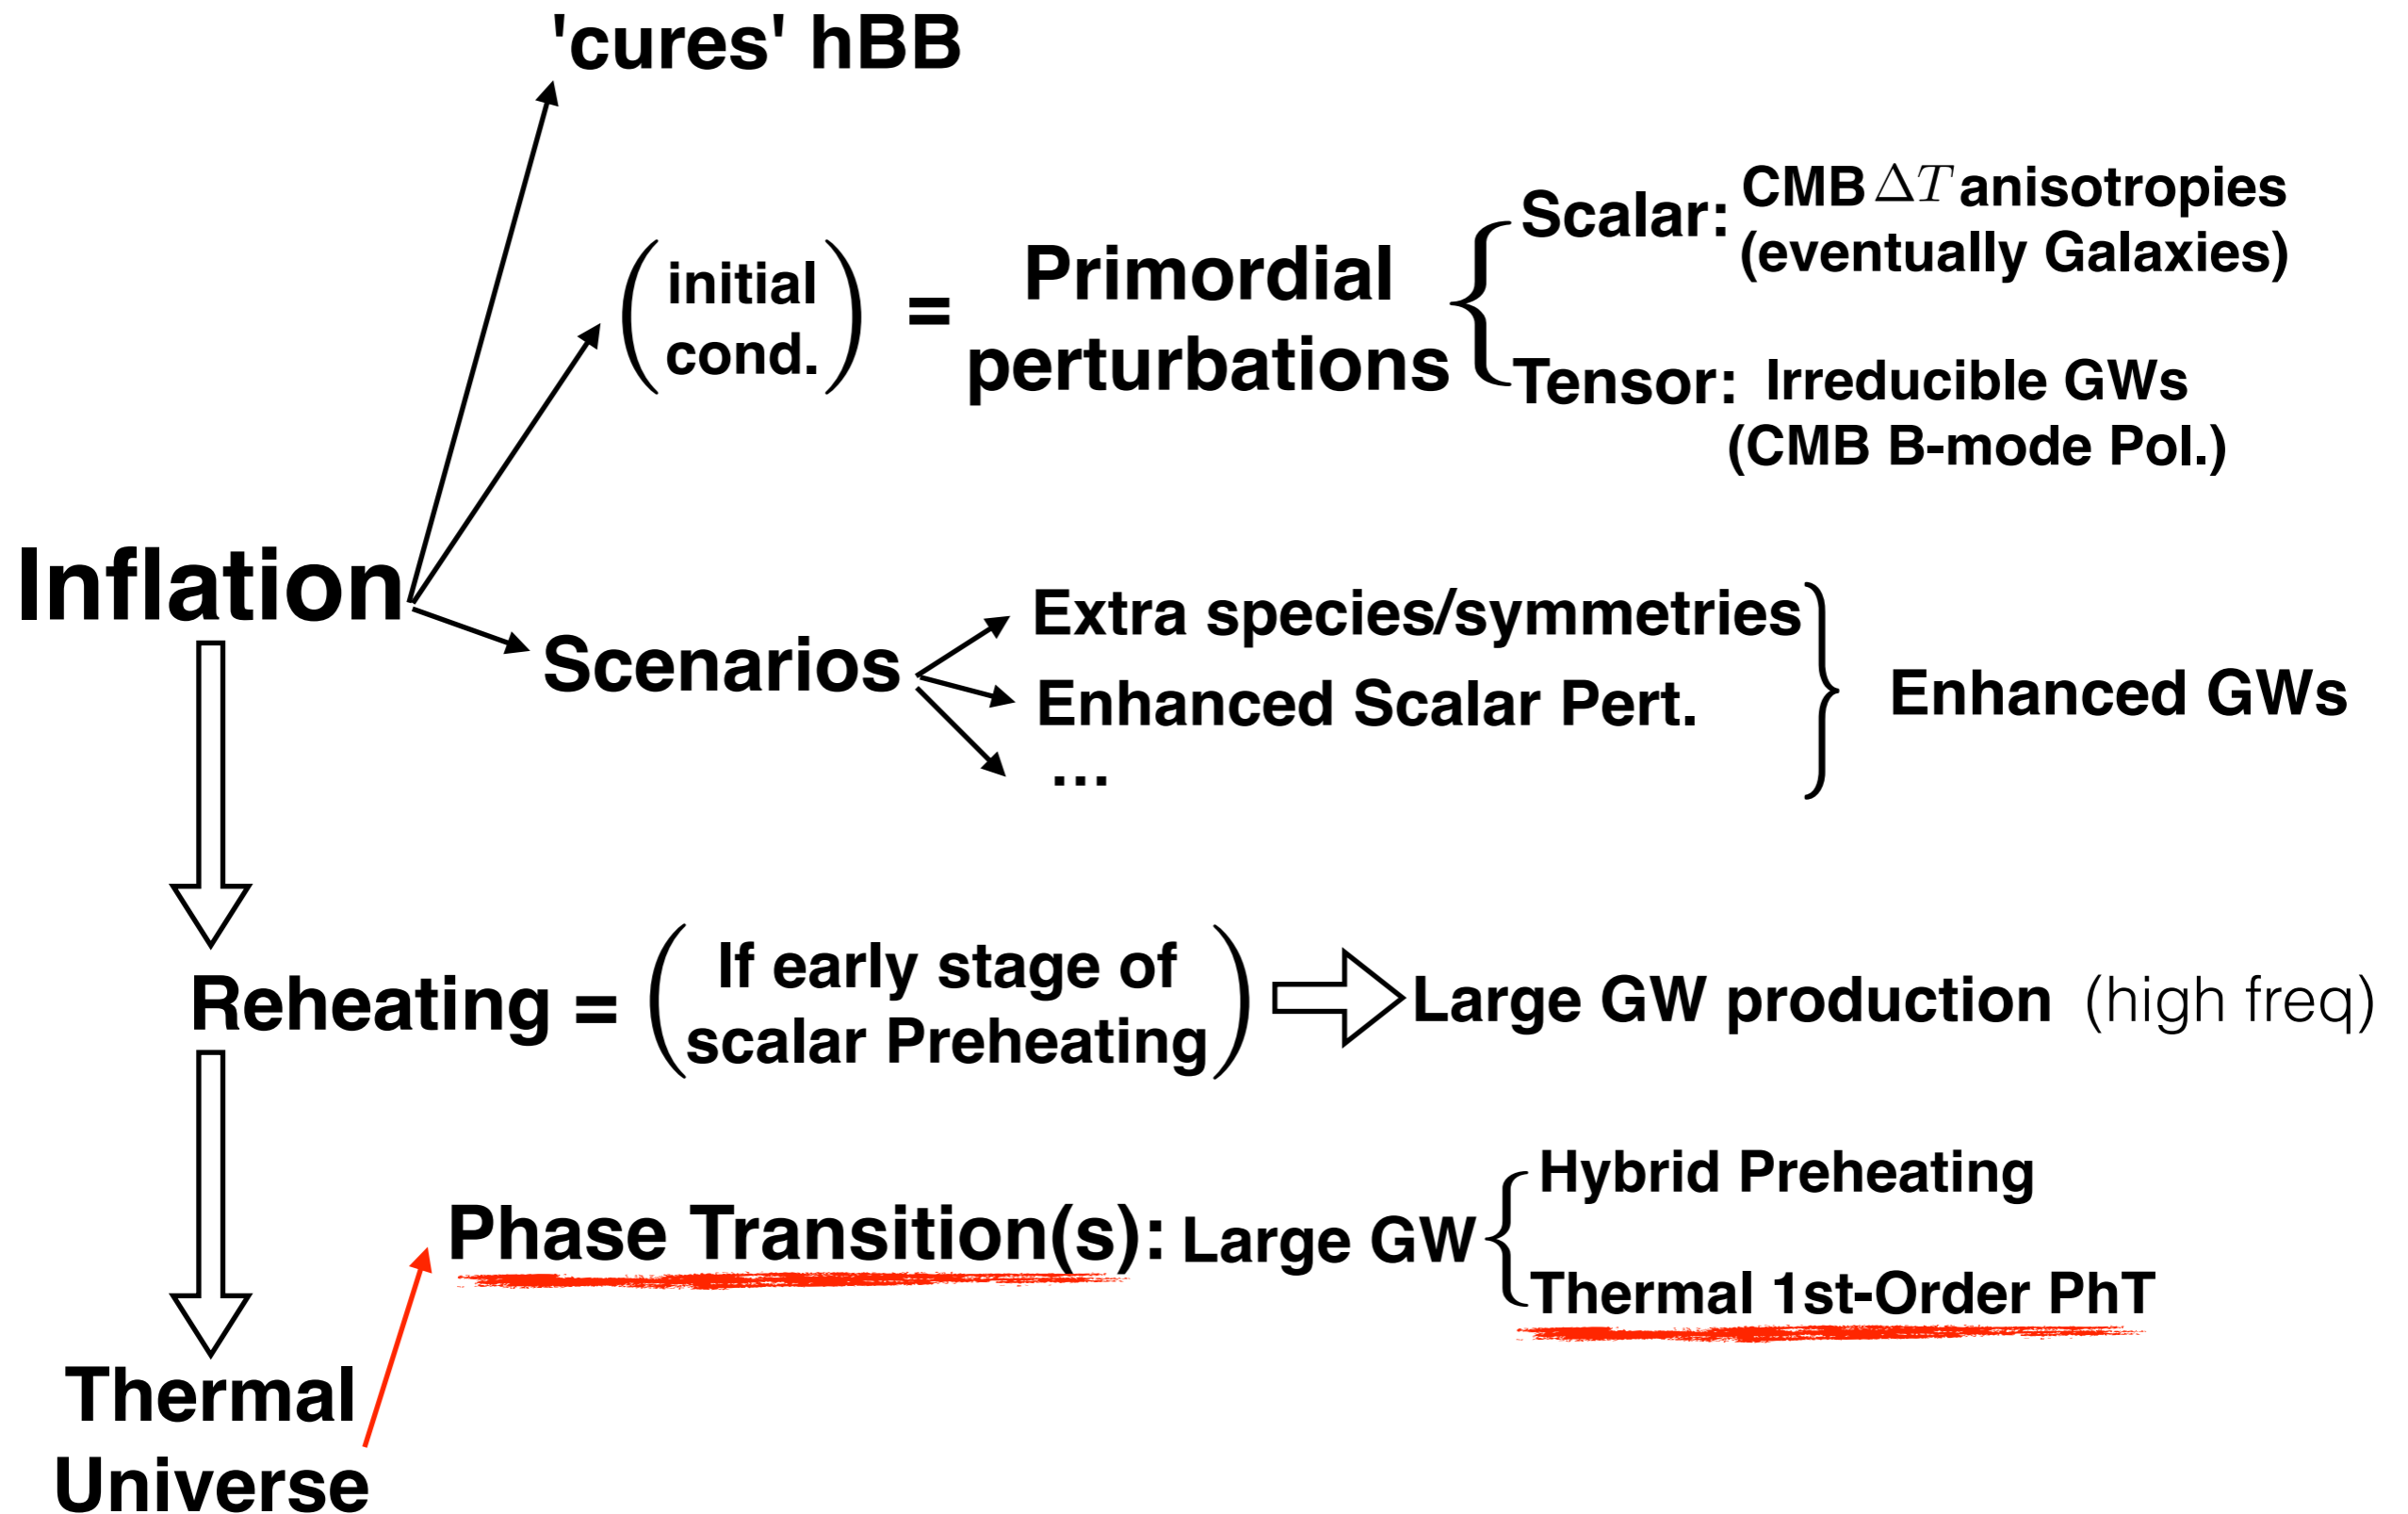 'cures' hBB
initial
cond.
=
Primordial
perturbations
Scalar:
CMB ΔT anisotropies
(eventually Galaxies)
Tensor: Irreducible GWs
(CMB B-mode Pol.)
Inflation
Scenarios
Extra species/symmetries
Enhanced Scalar Pert.
...
Enhanced GWs
Reheating =
If early stage of
scalar Preheating
Large GW production (high freq)
Phase Transition(s): Large GW
Hybrid Preheating
Thermal 1st-Order PhT
Thermal
Universe